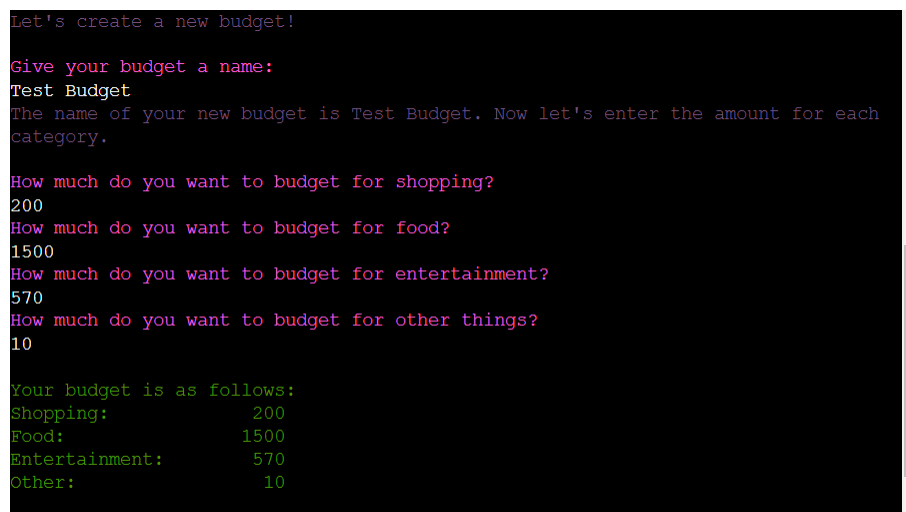 Let's create a new budget!
Give your budget a name:
Test Budget
The name of your new budget is Test Budget. Now let's enter the amount for each
category.
How much do you want to budget for shopping?
200
How much do you want to budget for food?
1500
How much do you want to budget for entertainment?
570
How much do you want to budget for other things?
10
Your budget is as follows:
Shopping: 200
Food: 1500
Entertainment: 570
Other: 10